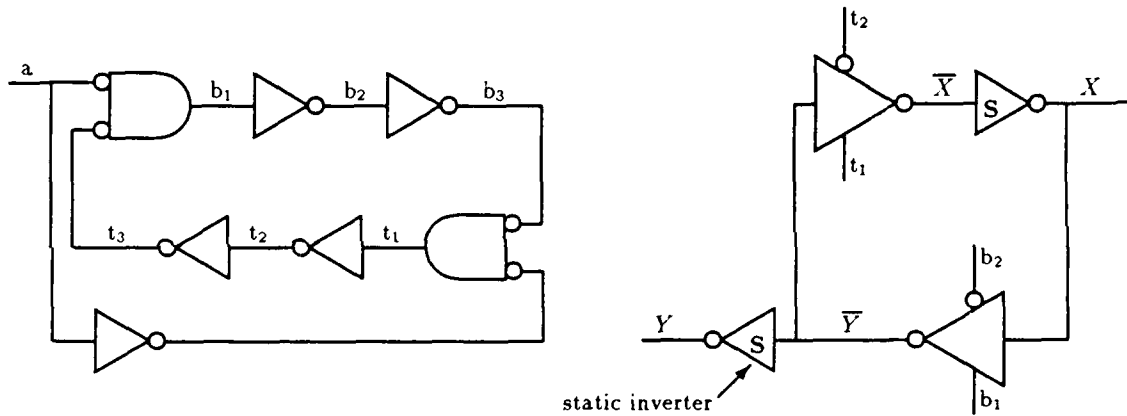 a
b₁
b₂
b₃
t₃
t₂
t₁
t₂
X̅
S
X
t₁
b₂
Y
S
Y̅
b₁
static inverter